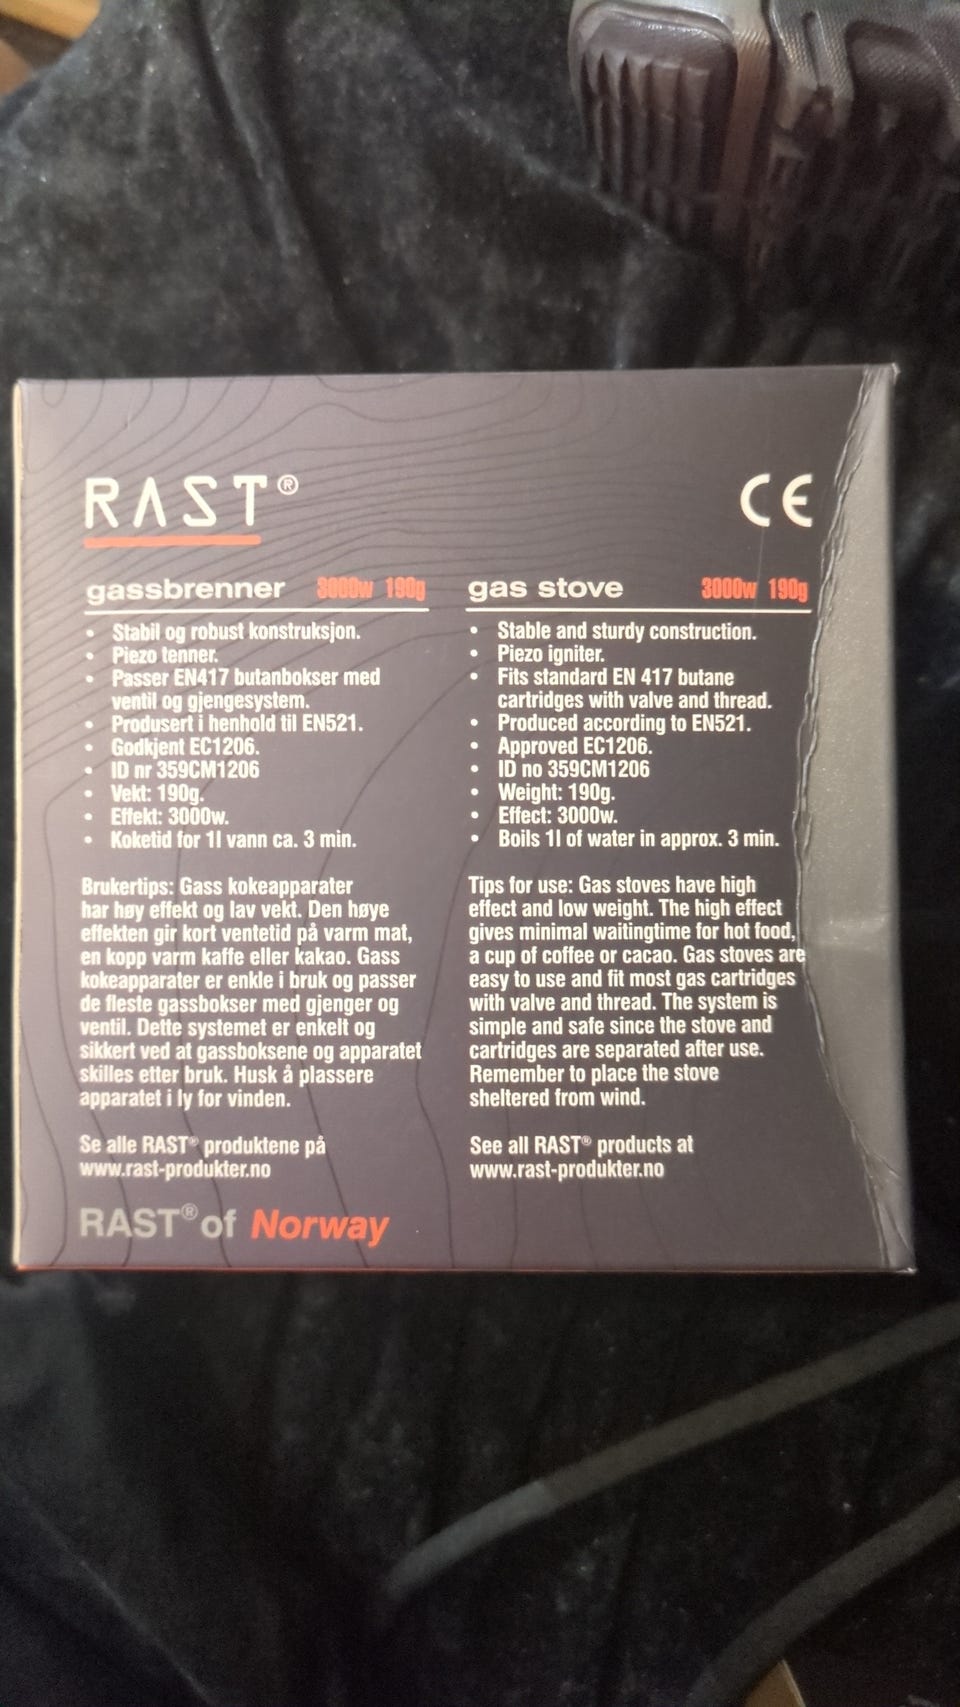 RAST®
CE
gassbrenner 3000w 190g
• Stabil og robust konstruksjon.
• Piezo tenner.
• Passer EN417 butanbokser med
ventil og gjengesystem.
• Produsert i henhold til EN521.
• Godkjent EC1206.
• ID nr 359CM1206
• Vekt: 190g.
• Effekt: 3000w.
• Koketid for 1l vann ca. 3 min.
Brukertips: Gass kokeapparater
har høy effekt og lav vekt. Den høye
effekten gir kort ventetid på varm mat,
en kopp varm kaffe eller kakao. Gass
kokeapparater er enkle i bruk og passer
de fleste gassbokser med gjenger og
ventil. Dette systemet er enkelt og
sikkert ved at gassboksene og apparatet
skilles etter bruk. Husk å plassere
apparatet i ly for vinden.
Se alle RAST® produktene på
www.rast-produkter.no
RAST® of Norway
gas stove 3000w 190g
• Stable and sturdy construction.
• Piezo igniter.
• Fits standard EN 417 butane
cartridges with valve and thread.
• Produced according to EN521.
• Approved EC1206.
• ID no 359CM1206
• Weight: 190g.
• Effect: 3000w.
• Boils 1l of water in approx. 3 min.
Tips for use: Gas stoves have high
effect and low weight. The high effect
gives minimal waitingtime for hot food,
a cup of coffee or cacao. Gas stoves are
easy to use and fit most gas cartridges
with valve and thread. The system is
simple and safe since the stove and
cartridges are separated after use.
Remember to place the stove
sheltered from wind.
See all RAST® products at
www.rast-produkter.no